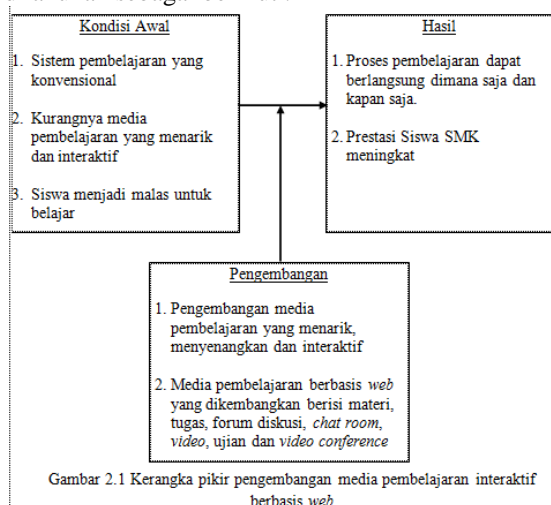 Kondisi Awal
1. Sistem pembelajaran yang
konvensional
2. Kurangnya media
pembelajaran yang menarik
dan interaktif
3. Siswa menjadi malas untuk
belajar
Hasil
1. Proses pembelajaran dapat
berlangsung dimana saja dan
kapan saja.
2. Prestasi Siswa SMK
meningkat
Pengembangan
1. Pengembangan media
pembelajaran yang menarik,
menyenangkan dan interaktif
2. Media pembelajaran berbasis web
yang dikembangkan berisi materi,
tugas, forum diskusi, chat room,
video, ujian dan video conference
Gambar 2.1 Kerangka pikir pengembangan media pembelajaran interaktif
berbasis web